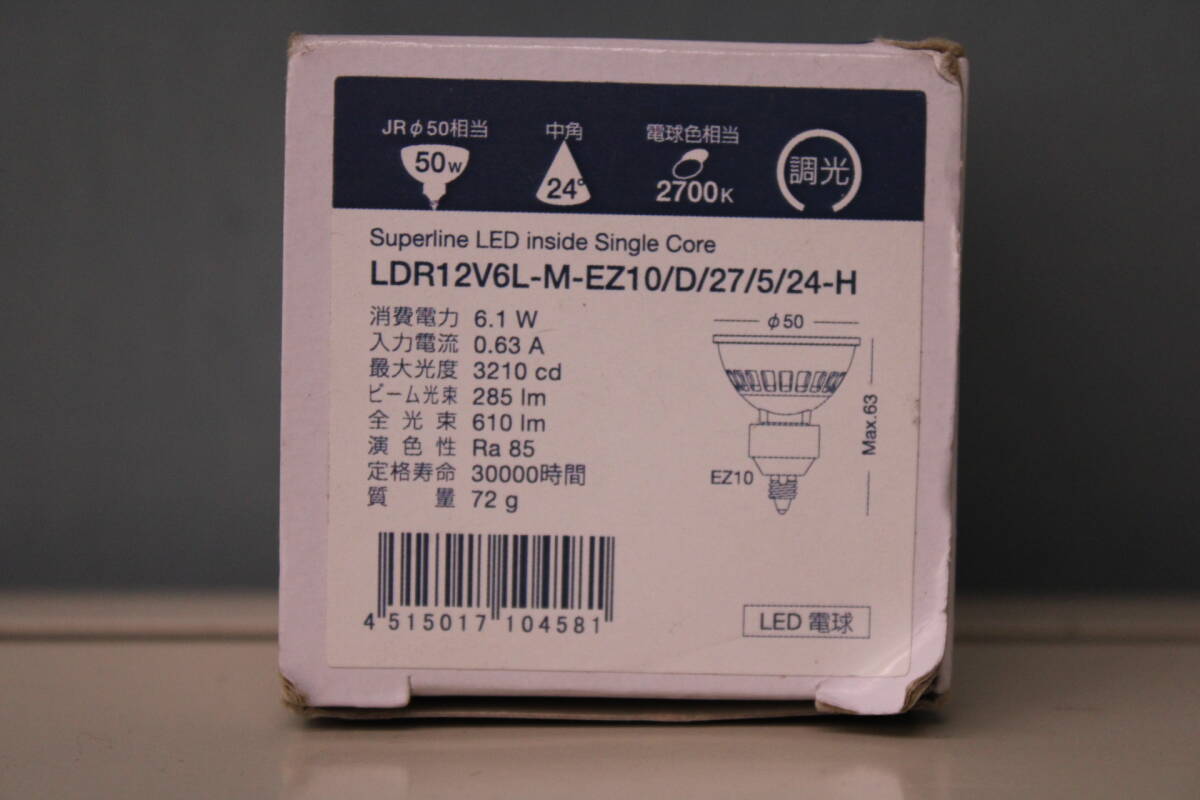 JRφ50相当
50W
中角
24°
電球色相当
2700K
調光
Superline LED inside Single Core
LDR12V6L-M-EZ10/D/27/5/24-H
消費電力 6.1 W
入力電流 0.63 A
最大光度 3210 cd
ビーム光束 285 lm
全光束 610 lm
演色性 Ra 85
定格寿命 30000時間
質量 72 g
φ50
Max.63
EZ10
4 515017 104581
LED 電球